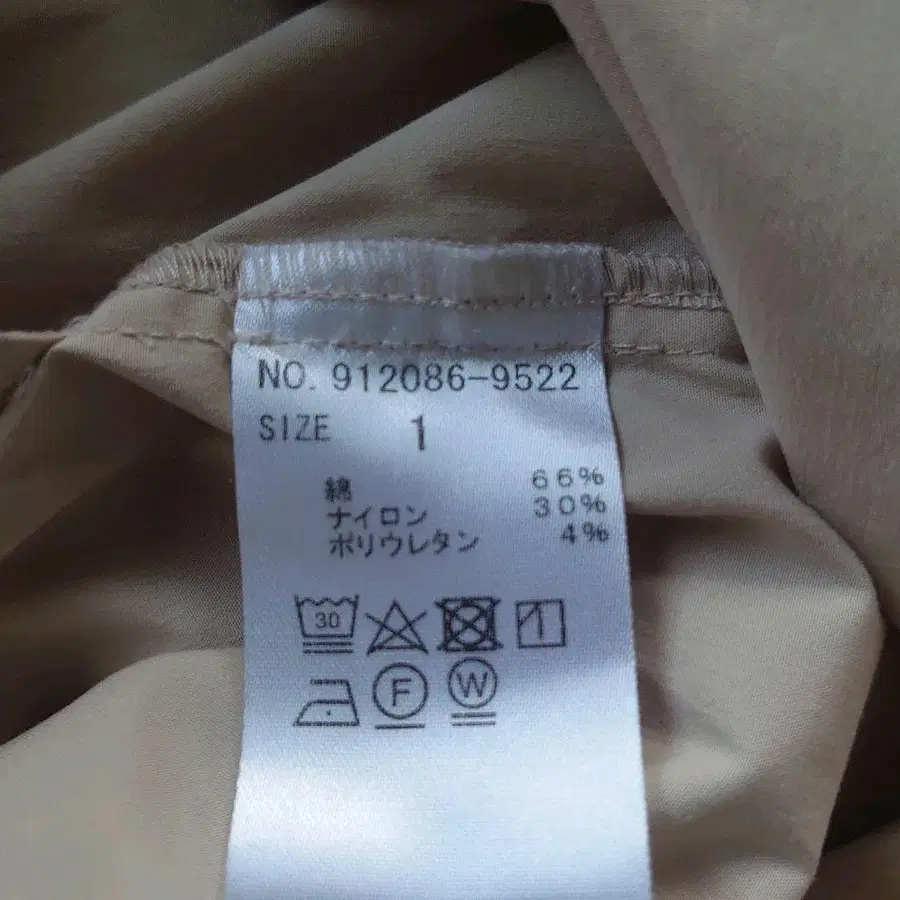 NO. 912086-9522
SIZE 1
綿 66%
ナイロン 30%
ポリウレタン 4%
30
F W